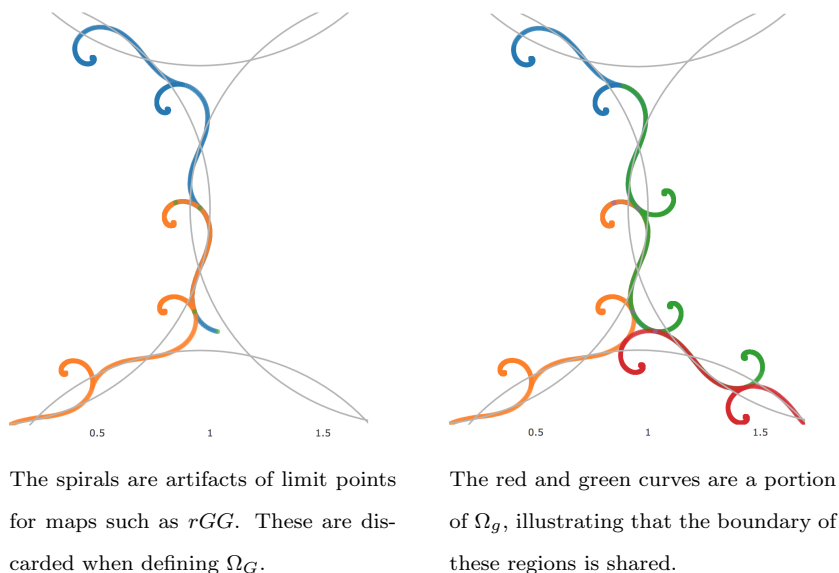 0.5 1 1.5
0.5 1 1.5
The spirals are artifacts of limit points
for maps such as rGG. These are dis-
carded when defining Ω_G.
The red and green curves are a portion
of Ω_g, illustrating that the boundary of
these regions is shared.